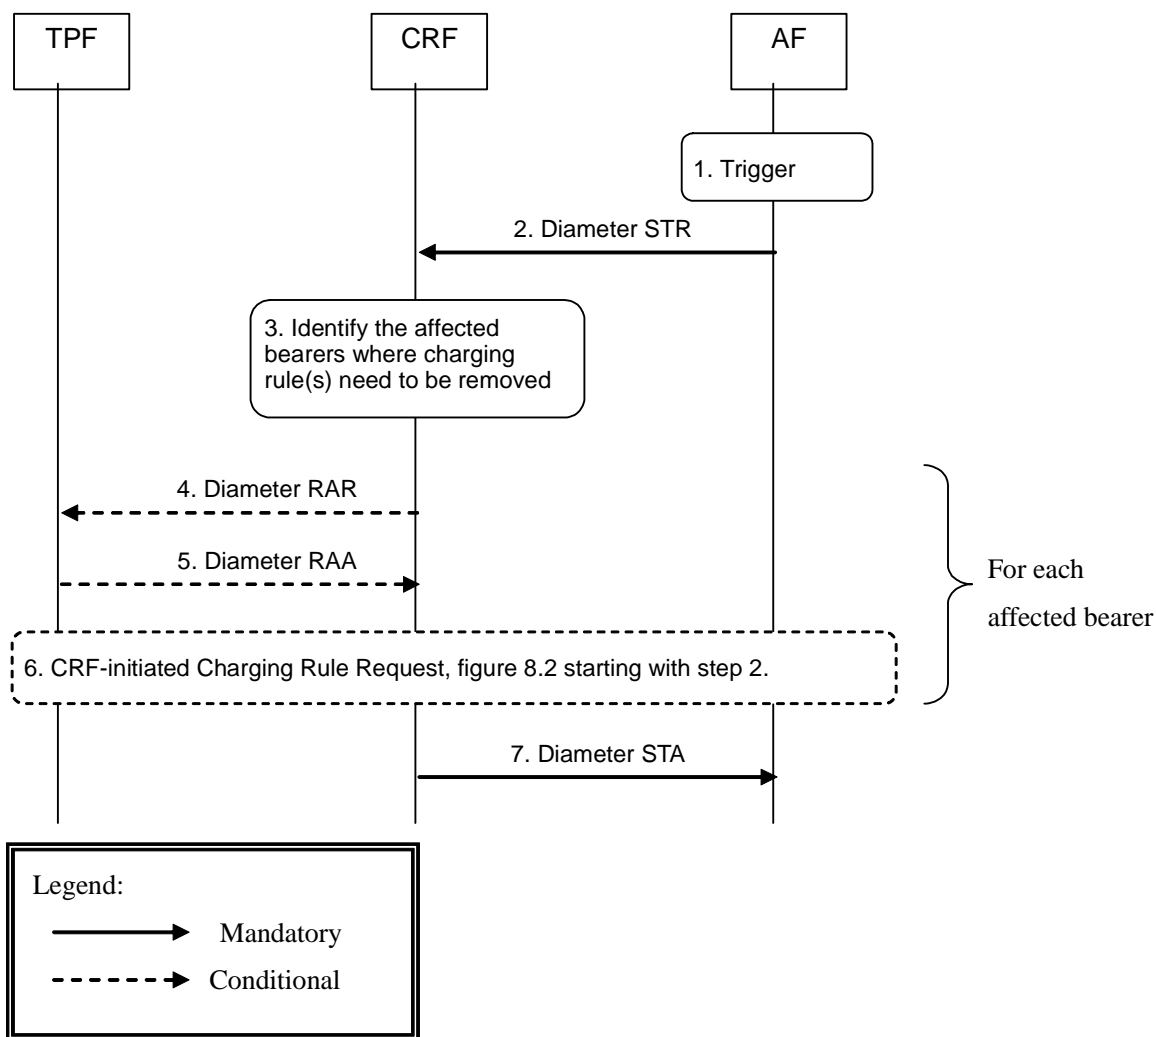 TPF
CRF
AF
1. Trigger
2. Diameter STR
3. Identify the affected
bearers where charging
rule(s) need to be removed
4. Diameter RAR
5. Diameter RAA
For each
affected bearer
6. CRF-initiated Charging Rule Request, figure 8.2 starting with step 2.
7. Diameter STA
Legend:
Mandatory
Conditional